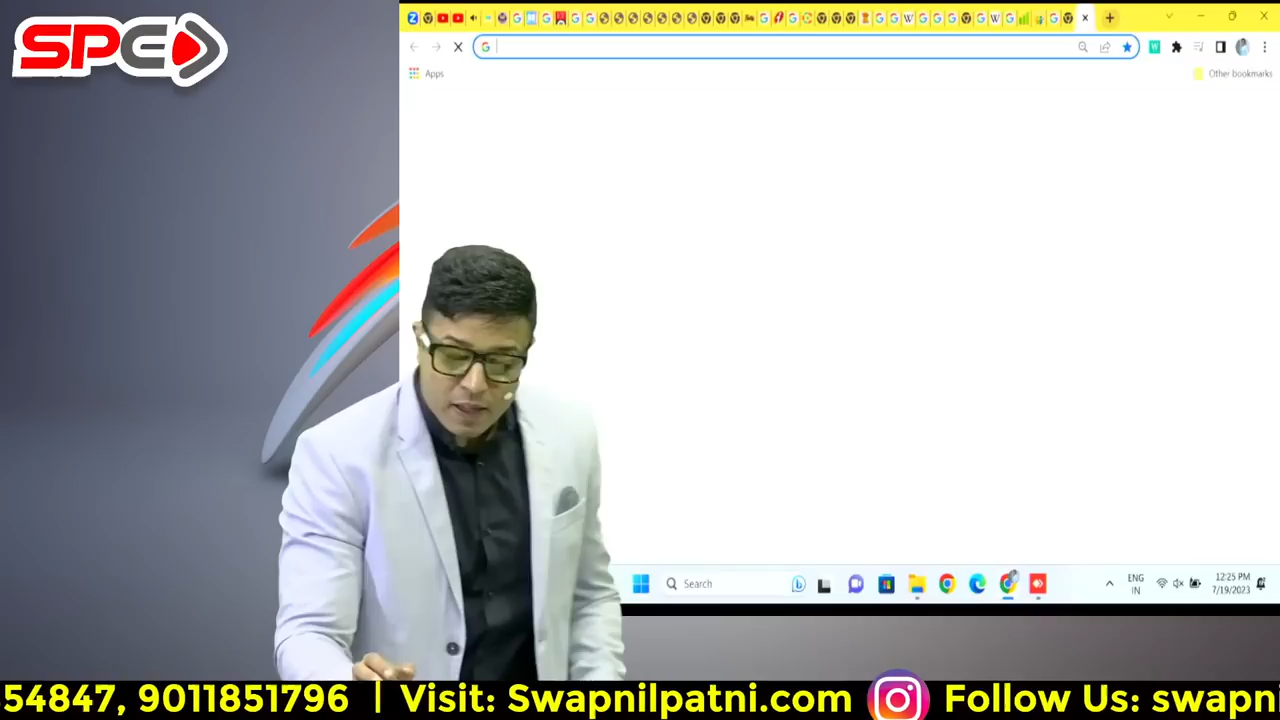 SPC
Apps
Other bookmarks
Search
ENG
IN
12:25 PM
7/19/2023
54847, 9011851796 | Visit: Swapnilpatni.com Follow Us: swapni